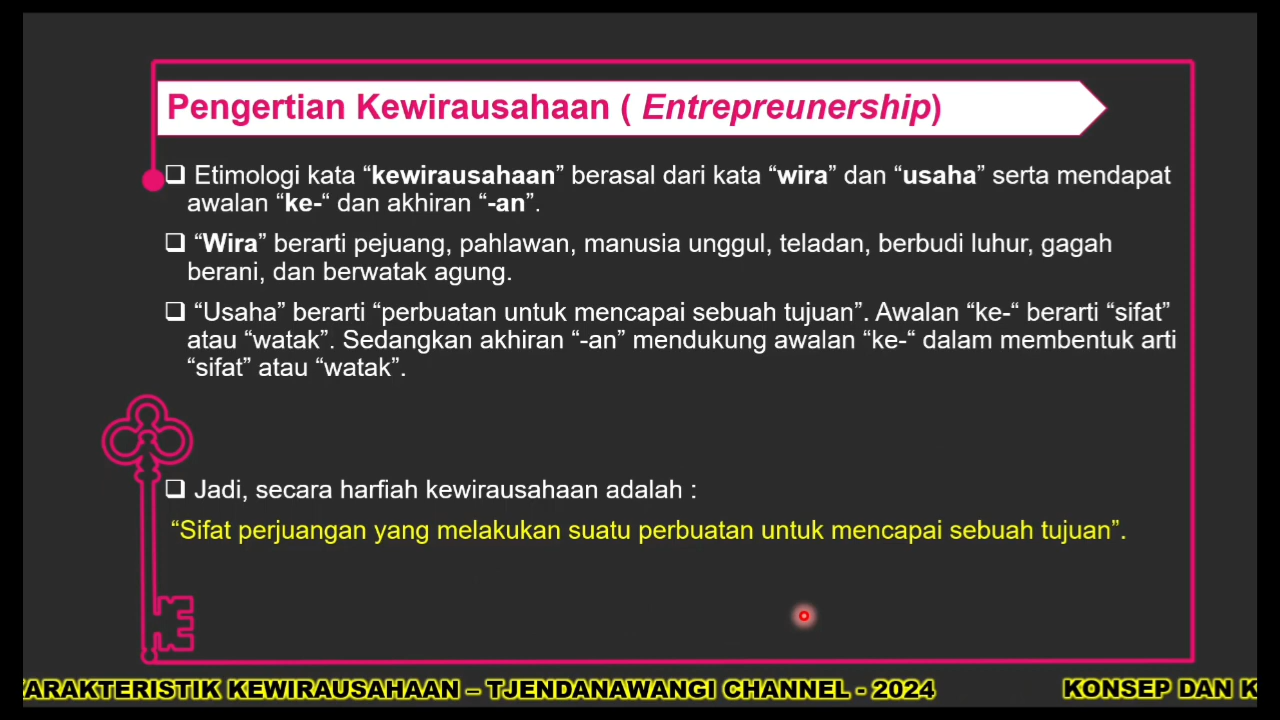 Pengertian Kewirausahaan ( Entrepreunership)
❑ Etimologi kata “kewirausahaan” berasal dari kata “wira” dan “usaha” serta mendapat
awalan “ke-“ dan akhiran “-an”.
❑ “Wira” berarti pejuang, pahlawan, manusia unggul, teladan, berbudi luhur, gagah
berani, dan berwatak agung.
❑ “Usaha” berarti “perbuatan untuk mencapai sebuah tujuan”. Awalan “ke-“ berarti “sifat”
atau “watak”. Sedangkan akhiran “-an” mendukung awalan “ke-“ dalam membentuk arti
“sifat” atau “watak”.
❑ Jadi, secara harfiah kewirausahaan adalah :
“Sifat perjuangan yang melakukan suatu perbuatan untuk mencapai sebuah tujuan”.
ARAKTERISTIK KEWIRAUSAHAAN – TJENDANAWANGI CHANNEL - 2024 KONSEP DAN K